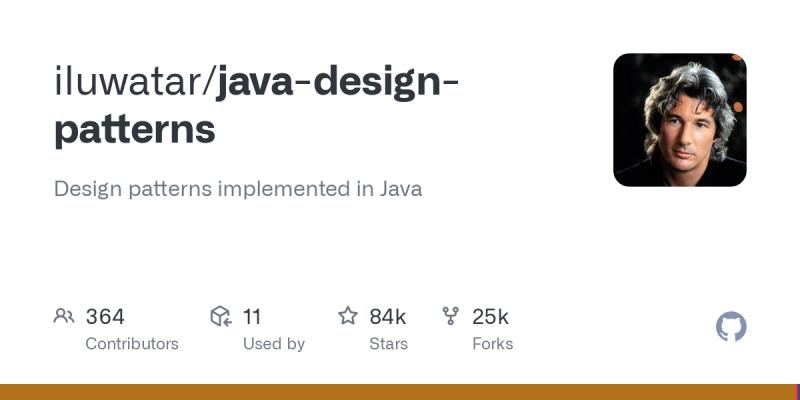 iluwatar/java-design-
patterns
Design patterns implemented in Java
364
Contributors
11
Used by
84k
Stars
25k
Forks